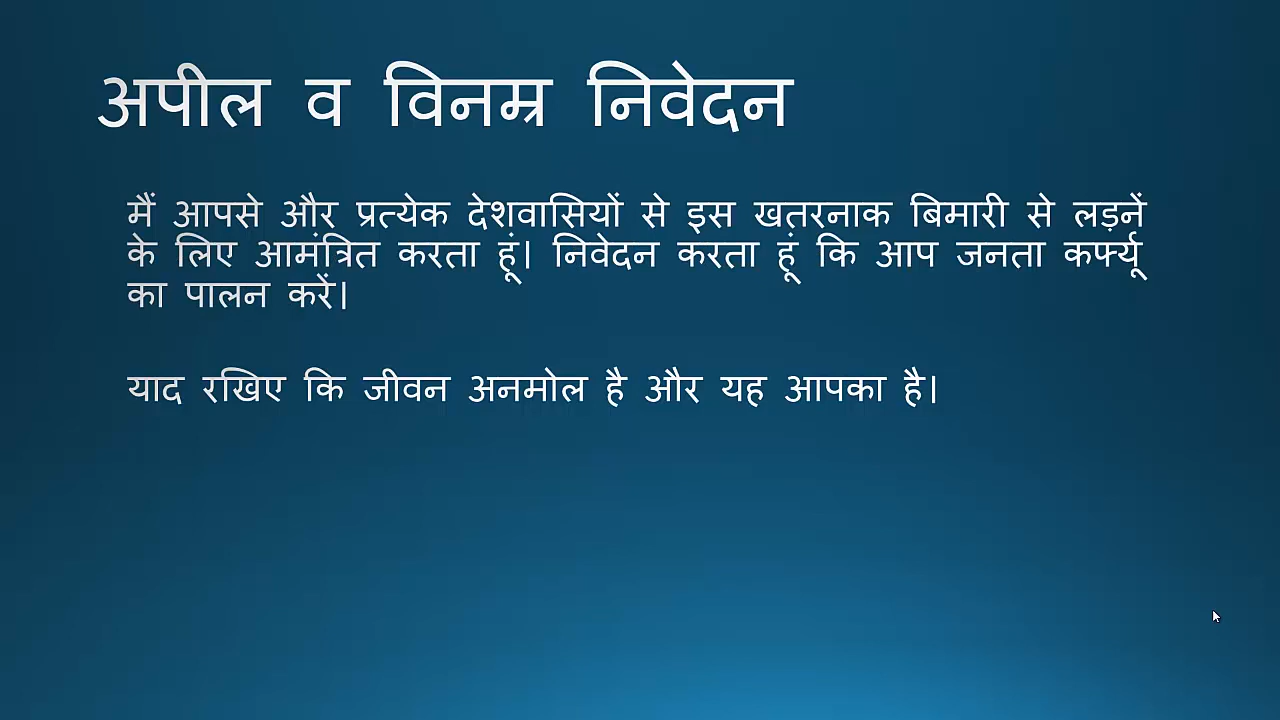 अपील व विनम्र निवेदन
मैं आपसे और प्रत्येक देशवासियों से इस खतरनाक बिमारी से लड़नें
के लिए आमंत्रित करता हूं। निवेदन करता हूं कि आप जनता कर्फ्यू
का पालन करें।
याद रखिए कि जीवन अनमोल है और यह आपका है।